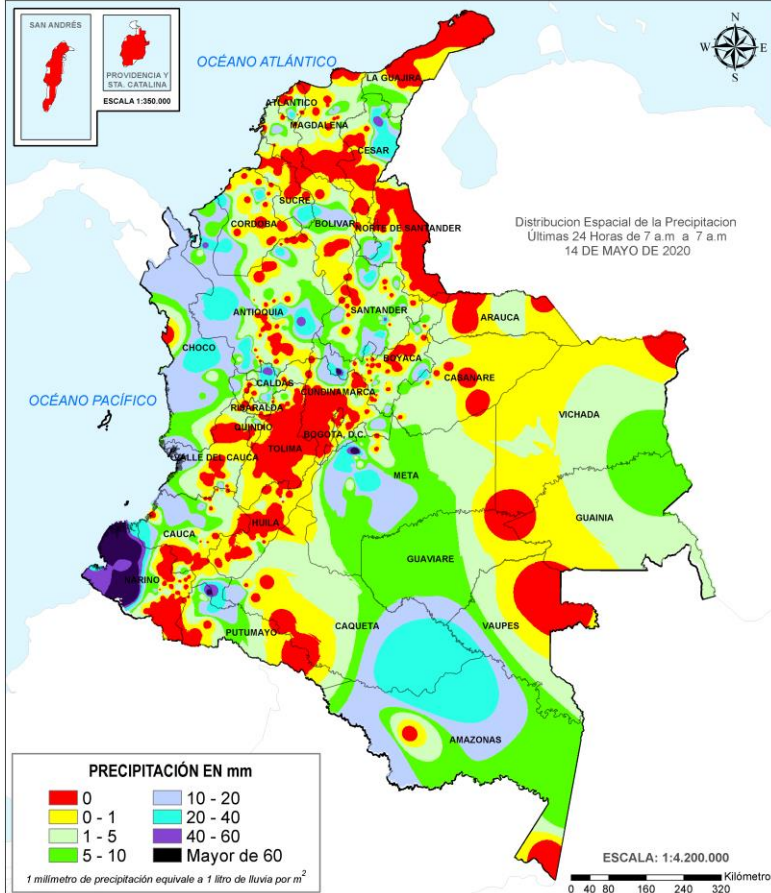 SAN ANDRÉS
PROVIDENCIA Y
STA. CATALINA
ESCALA 1:350.000
OCÉANO ATLÁNTICO
N
W E
S
LA GUAJIRA
ATLANTICO
MAGDALENA
CESAR
SUCRE
CORDOBA
BOLIVAR
NORTE DE SANTANDER
Distribucion Espacial de la Precipitacion
Últimas 24 Horas de 7 a.m a 7 a.m
14 DE MAYO DE 2020
ANTIOQUIA
SANTANDER
ARAUCA
CHOCO
BOYACA
CALDAS
CASANARE
CUNDINAMARCA
OCÉANO PACÍFICO
RISARALDA
VICHADA
QUINDIO
BOGOTA, D.C.
TOLIMA
VALLE DEL CAUCA
META
GUAINIA
HUILA
CAUCA
GUAVIARE
NARIÑO
CAQUETA
VAUPES
PUTUMAYO
AMAZONAS
PRECIPITACIÓN EN mm
0
10 - 20
0 - 1
20 - 40
1 - 5
40 - 60
5 - 10
Mayor de 60
1 milímetro de precipitación equivale a 1 litro de lluvia por m²
ESCALA: 1:4.200.000
Kilómetros
0 40 80 160 240 320